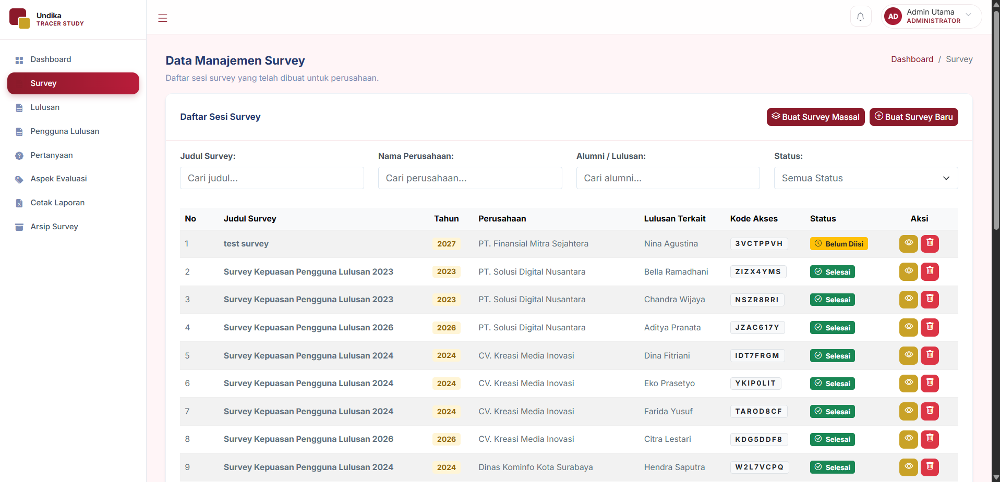 Undika
TRACER STUDY
Dashboard
Survey
Lulusan
Pengguna Lulusan
Pertanyaan
Aspek Evaluasi
Cetak Laporan
Arsip Survey
AD
Admin Utama
ADMINISTRATOR
Data Manajemen Survey
Dashboard / Survey
Daftar sesi survey yang telah dibuat untuk perusahaan.
Daftar Sesi Survey
Buat Survey Massal
Buat Survey Baru
Judul Survey: Nama Perusahaan: Alumni / Lulusan: Status:
Cari judul... Cari perusahaan... Cari alumni... Semua Status
No Judul Survey Tahun Perusahaan Lulusan Terkait Kode Akses Status Aksi
1 test survey 2027 PT. Finansial Mitra Sejahtera Nina Agustina 3VCTPPVH Belum Diisi
2 Survey Kepuasan Pengguna Lulusan 2023 2023 PT. Solusi Digital Nusantara Bella Ramadhani ZIZX4YMS Selesai
3 Survey Kepuasan Pengguna Lulusan 2023 2023 PT. Solusi Digital Nusantara Chandra Wijaya NSZR8RRI Selesai
4 Survey Kepuasan Pengguna Lulusan 2026 2026 PT. Solusi Digital Nusantara Aditya Pranata JZAC617Y Selesai
5 Survey Kepuasan Pengguna Lulusan 2024 2024 CV. Kreasi Media Inovasi Dina Fitriani IDT7FRGM Selesai
6 Survey Kepuasan Pengguna Lulusan 2024 2024 CV. Kreasi Media Inovasi Eko Prasetyo YKIP0LIT Selesai
7 Survey Kepuasan Pengguna Lulusan 2024 2024 CV. Kreasi Media Inovasi Farida Yusuf TAROD8CF Selesai
8 Survey Kepuasan Pengguna Lulusan 2026 2026 CV. Kreasi Media Inovasi Citra Lestari KDG5DDF8 Selesai
9 Survey Kepuasan Pengguna Lulusan 2024 2024 Dinas Kominfo Kota Surabaya Hendra Saputra W2L7VCPQ Selesai